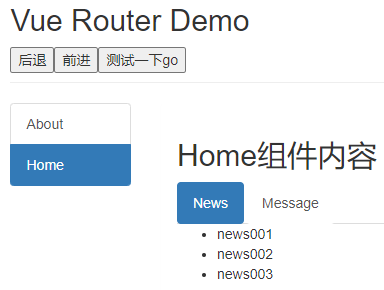 Vue Router Demo
后退 前进 测试一下go
About
Home
Home组件内容
News Message
news001
news002
news003